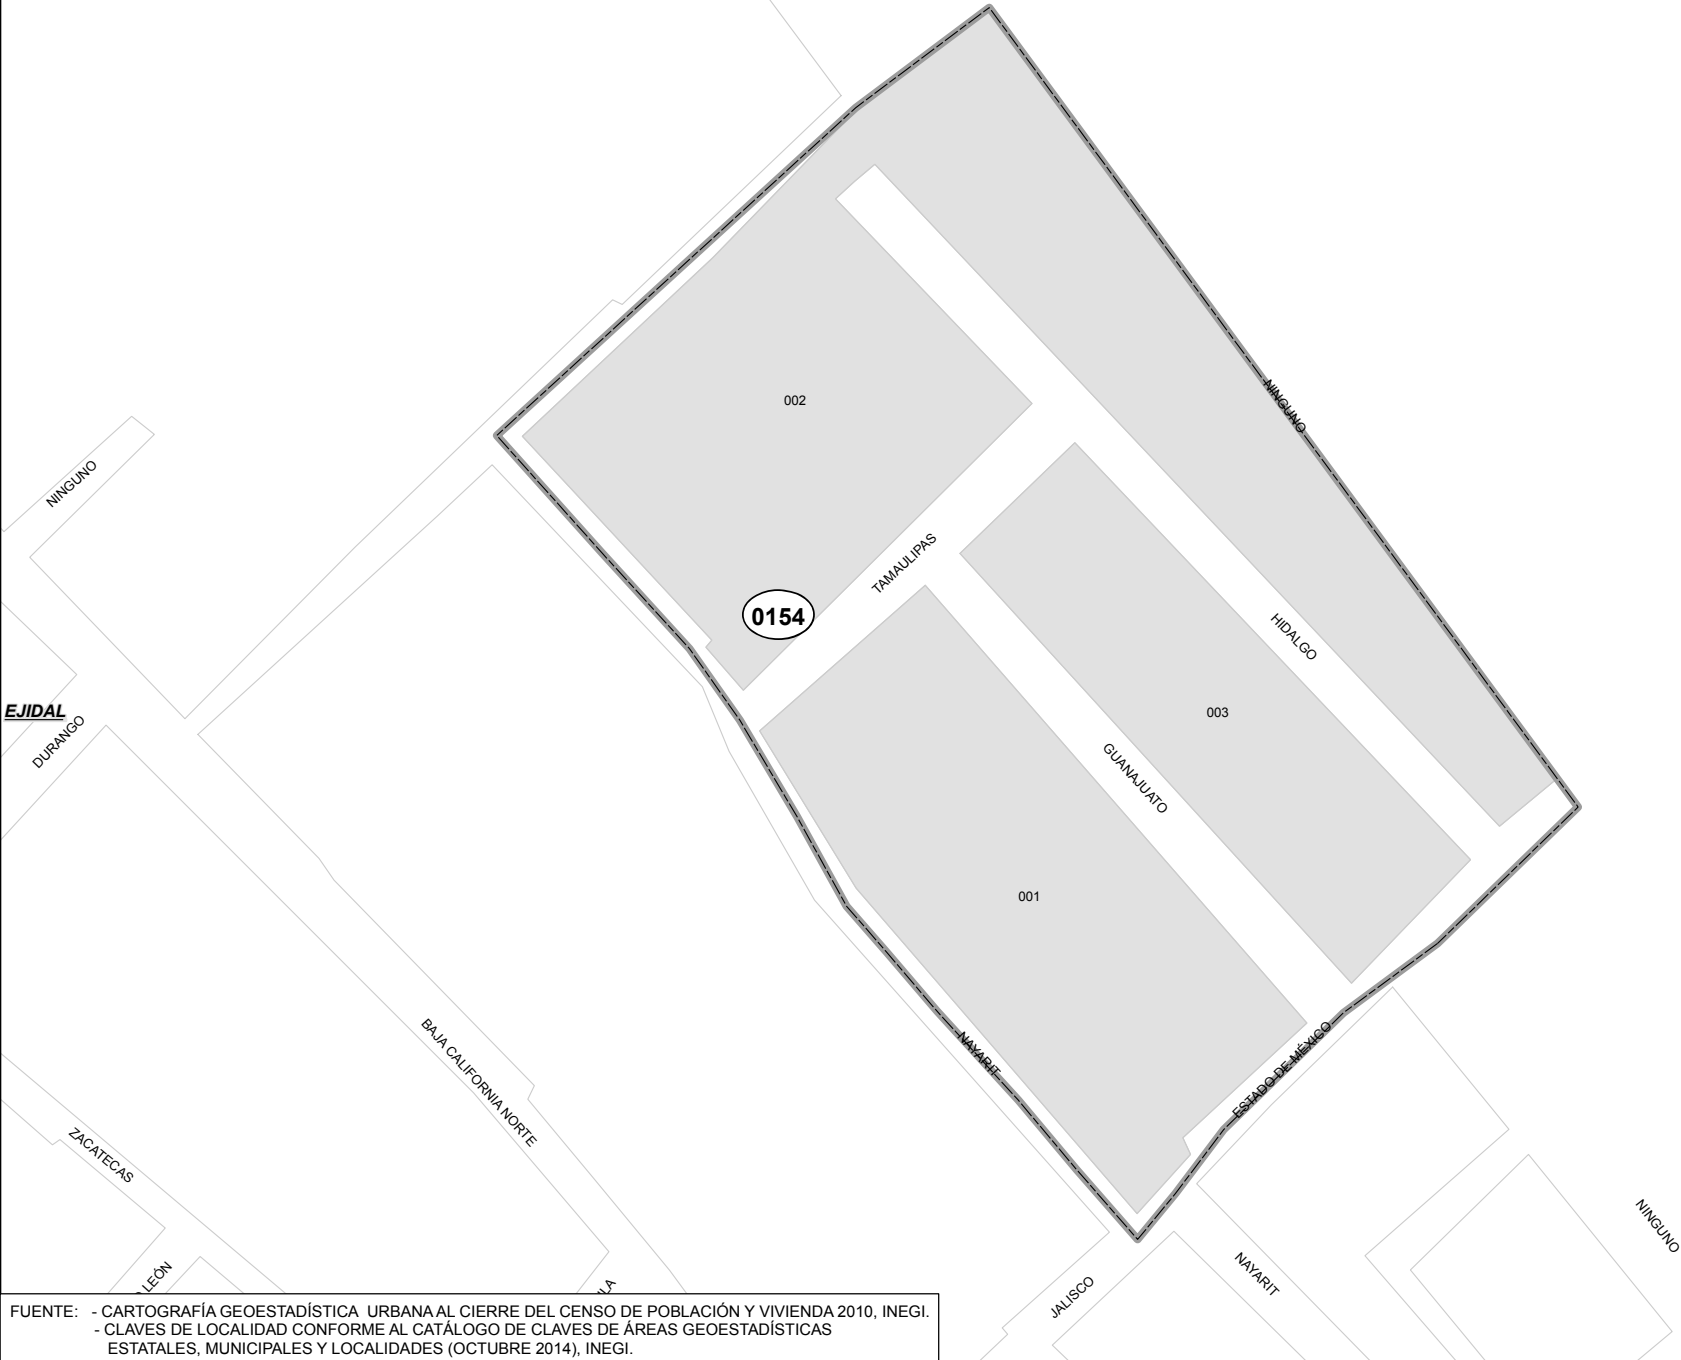 NINGUNO
002
NINGUNO
TAMAULIPAS
0154
HIDALGO
EJIDAL
DURANGO
003
GUANAJUATO
001
BAJA CALIFORNIA NORTE
NAYARIT
ESTADO DE MÉXICO
ZACATECAS
NINGUNO
LEÓN
NAYARIT
JALISCO
FUENTE: - CARTOGRAFÍA GEOESTADÍSTICA URBANA AL CIERRE DEL CENSO DE POBLACIÓN Y VIVIENDA 2010, INEGI.
- CLAVES DE LOCALIDAD CONFORME AL CATÁLOGO DE CLAVES DE ÁREAS GEOESTADÍSTICAS
ESTATALES, MUNICIPALES Y LOCALIDADES (OCTUBRE 2014), INEGI.